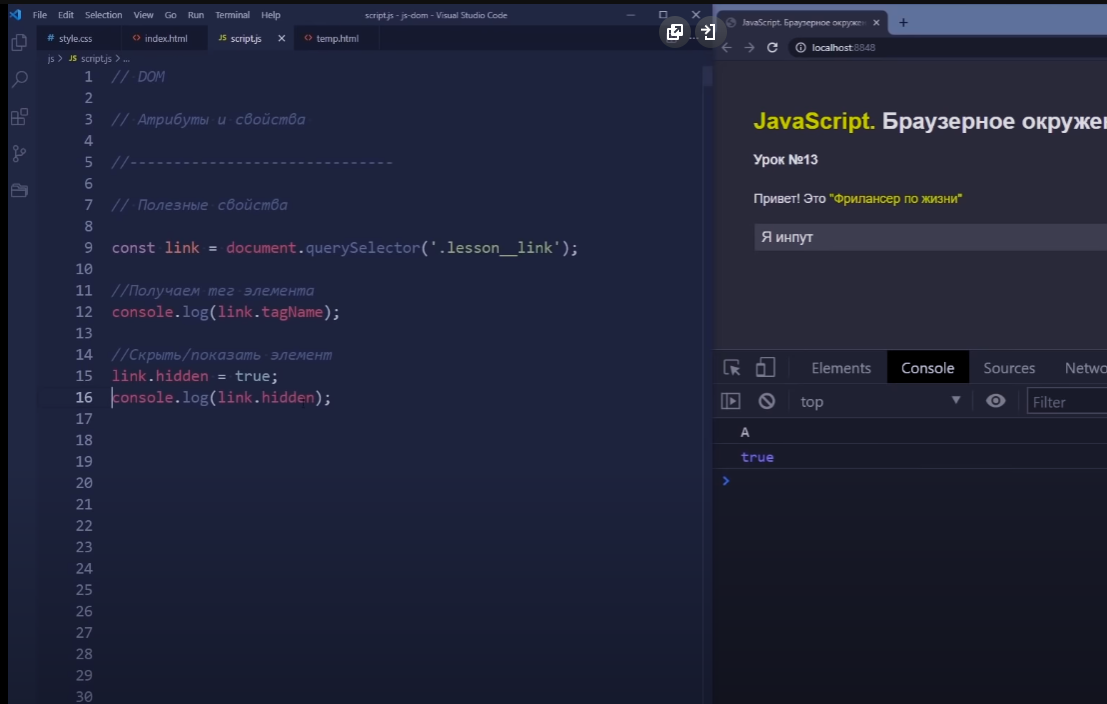 File Edit Selection View Go Run Terminal Help script.js - js-dom - Visual Studio Code
# style.css <> index.html JS script.js × <> temp.html
js > JS script.js > ...
1 // DOM
2
3 // Атрибуты и свойства
4
5 //------------------------------
6
7 // Полезные свойства
8
9 const link = document.querySelector('.lesson__link');
10
11 //Получаем тег элемента
12 console.log(link.tagName);
13
14 //Скрыть/показать элемент
15 link.hidden = true;
16 console.log(link.hidden);
17
18
19
20
21
22
23
24
25
26
27
28
29
30
JavaScript. Браузерное окруже
localhost:8848
JavaScript. Браузерное окруже
Урок №13
Привет! Это "Фрилансер по жизни"
Я инпут
Elements Console Sources Netwo
top Filter
A
true